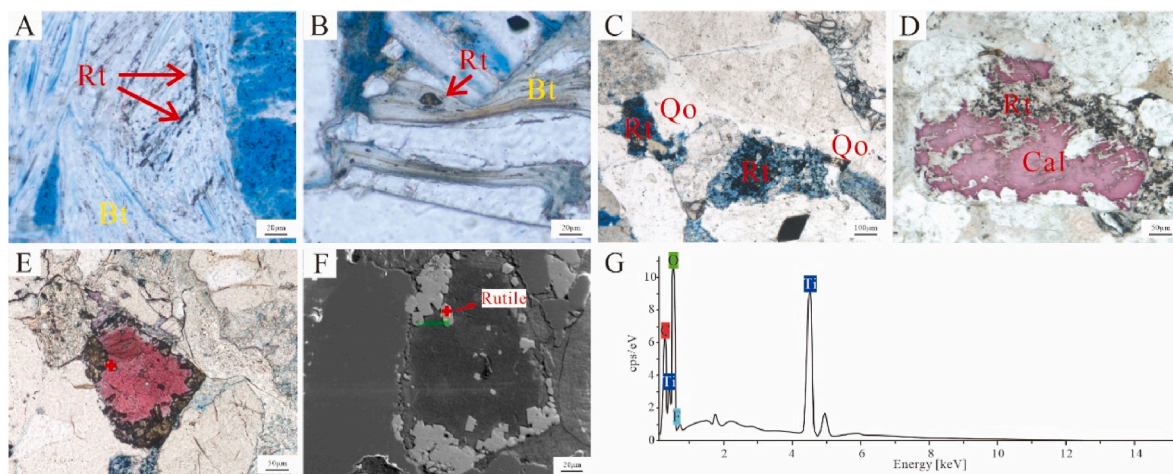 A
Rt
Bt
20μm
B
Rt
Bt
20μm
C
Qo
Rt
Qo
Rt
100μm
D
Rt
Cal
50μm
E
50μm
F
Rutile
20μm
G
O
Ti
C
Ti
cps/eV
10
8
6
4
2
0
2
4
6
8
10
12
14
Energy [keV]